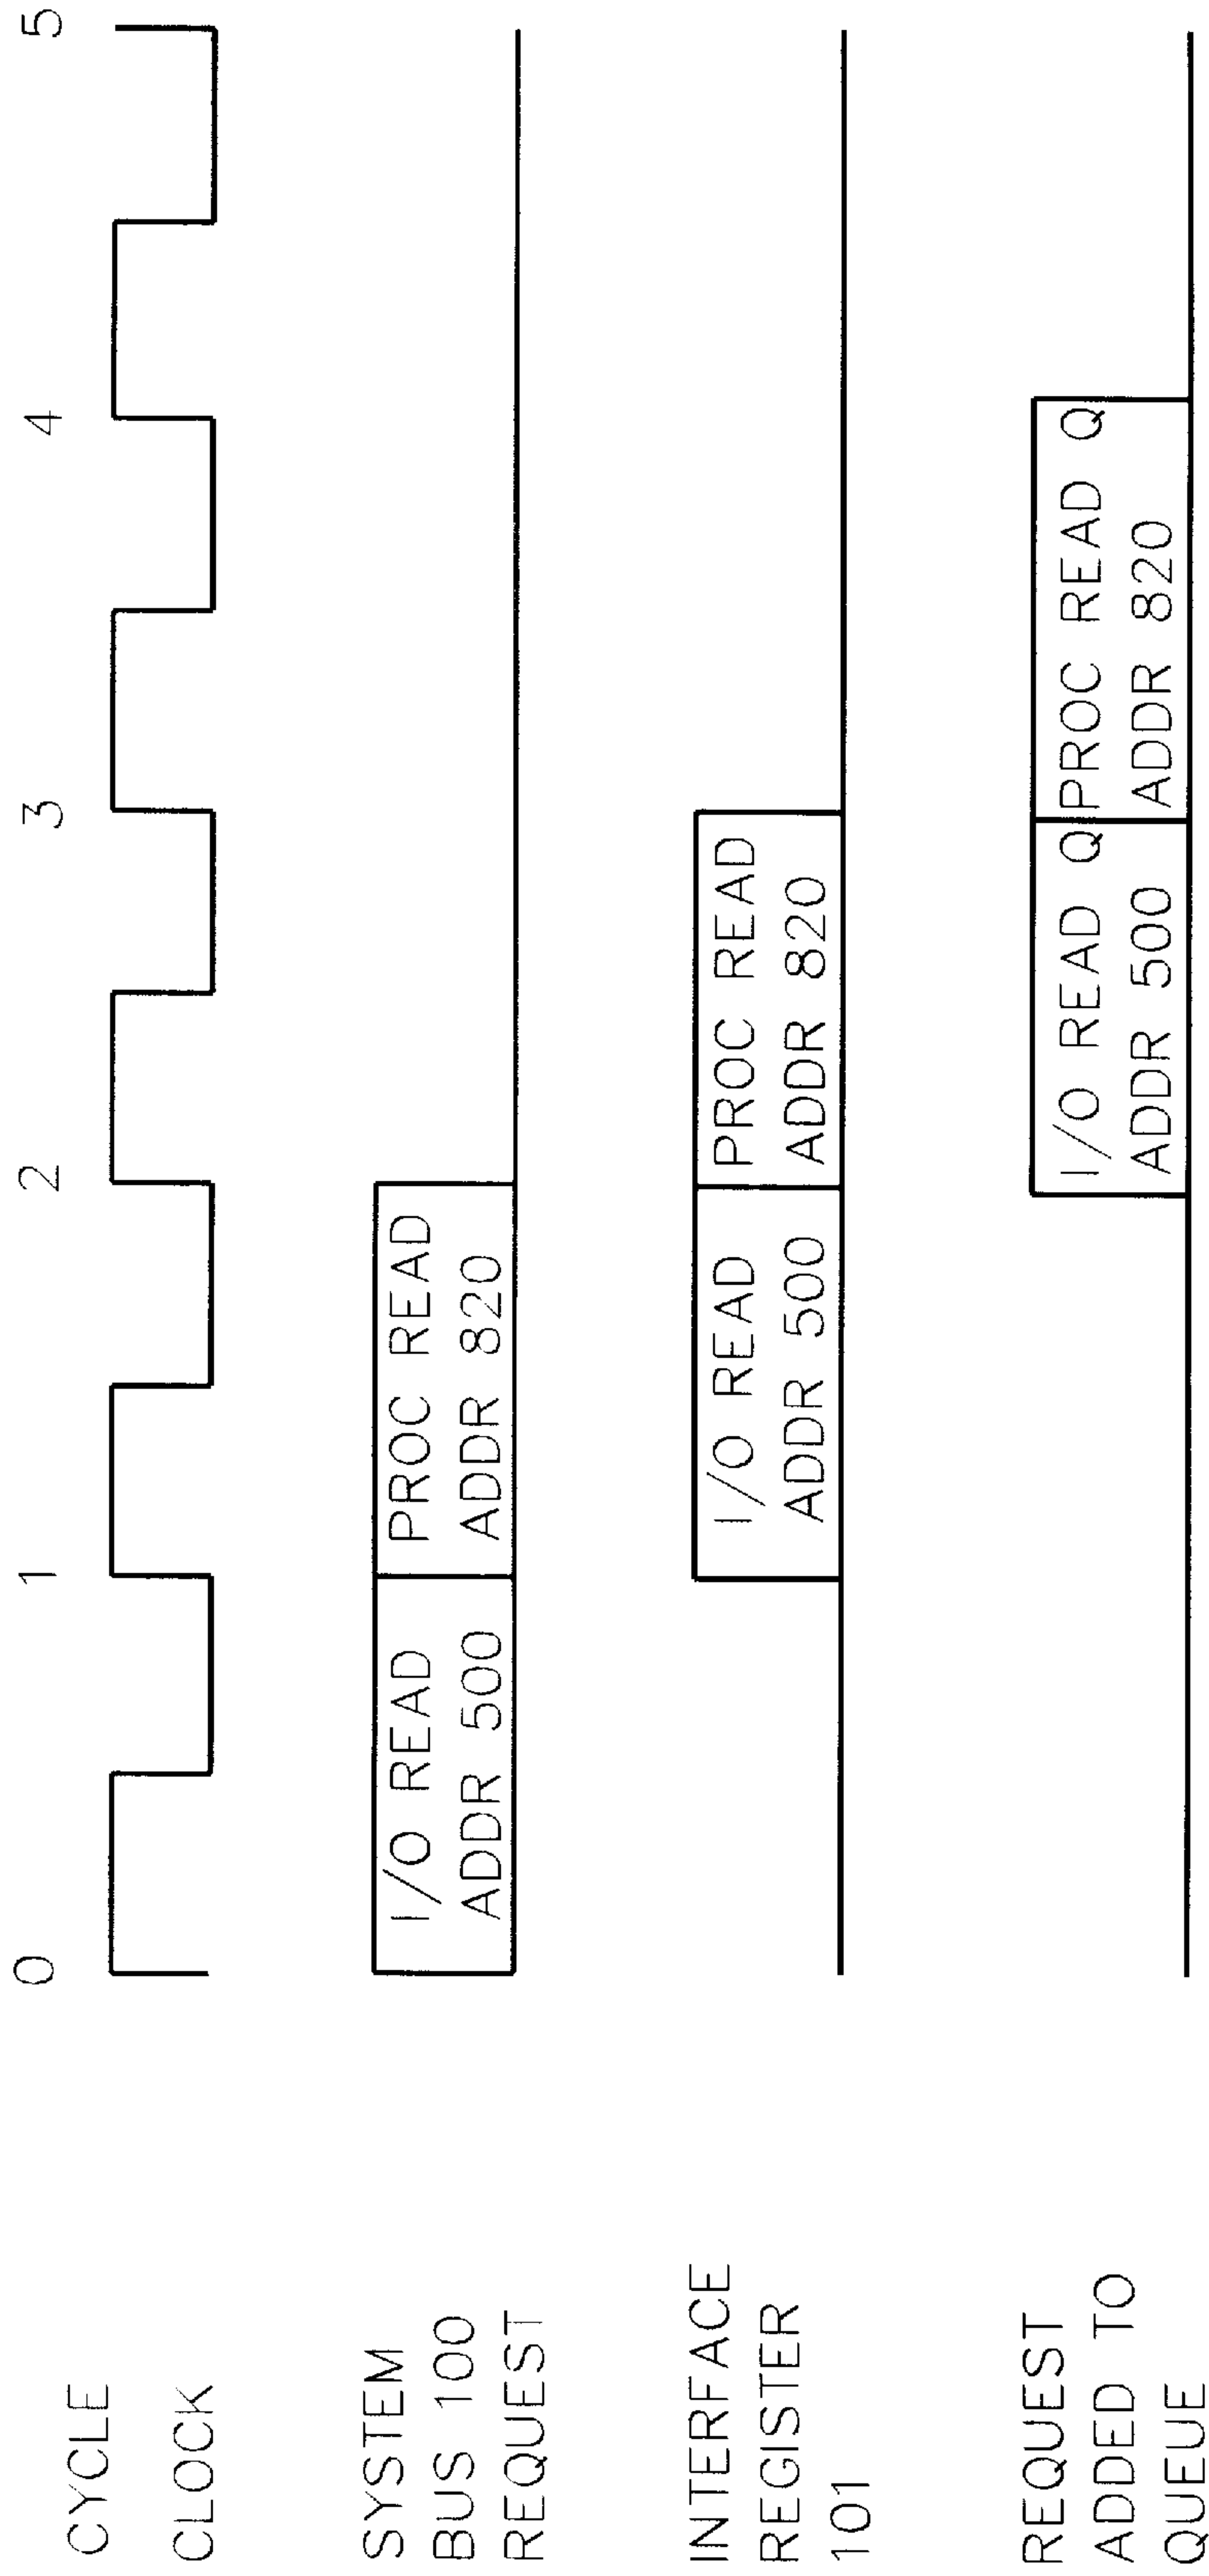 CYCLE
0 1 2 3 4 5
CLOCK
SYSTEM
BUS 100
REQUEST
I/O READ
ADDR 500
PROC READ
ADDR 820
INTERFACE
REGISTER
101
I/O READ
ADDR 500
PROC READ
ADDR 820
REQUEST
ADDED TO
QUEUE
I/O READ Q
ADDR 500
PROC READ Q
ADDR 820